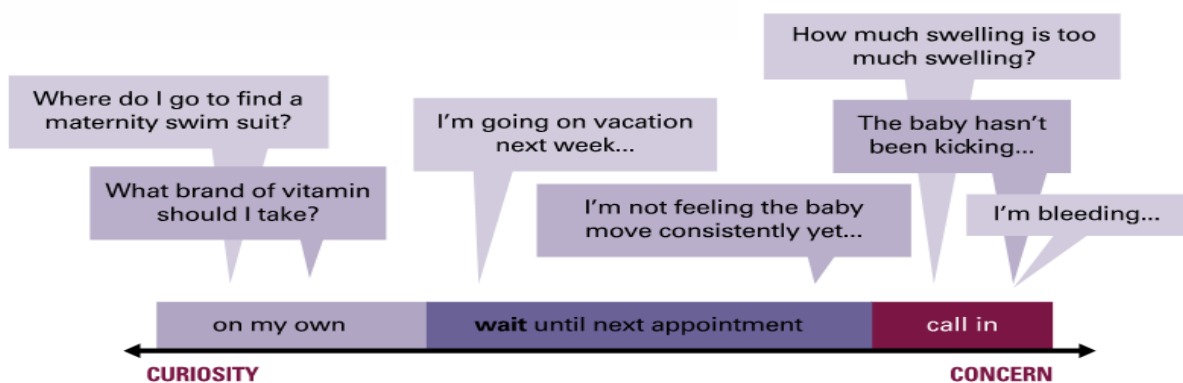 How much swelling is too
much swelling?
Where do I go to find a
maternity swim suit?
I'm going on vacation
next week...
The baby hasn't
been kicking...
What brand of vitamin
should I take?
I'm not feeling the baby
move consistently yet...
I'm bleeding...
on my own
wait until next appointment
call in
CURIOSITY
CONCERN